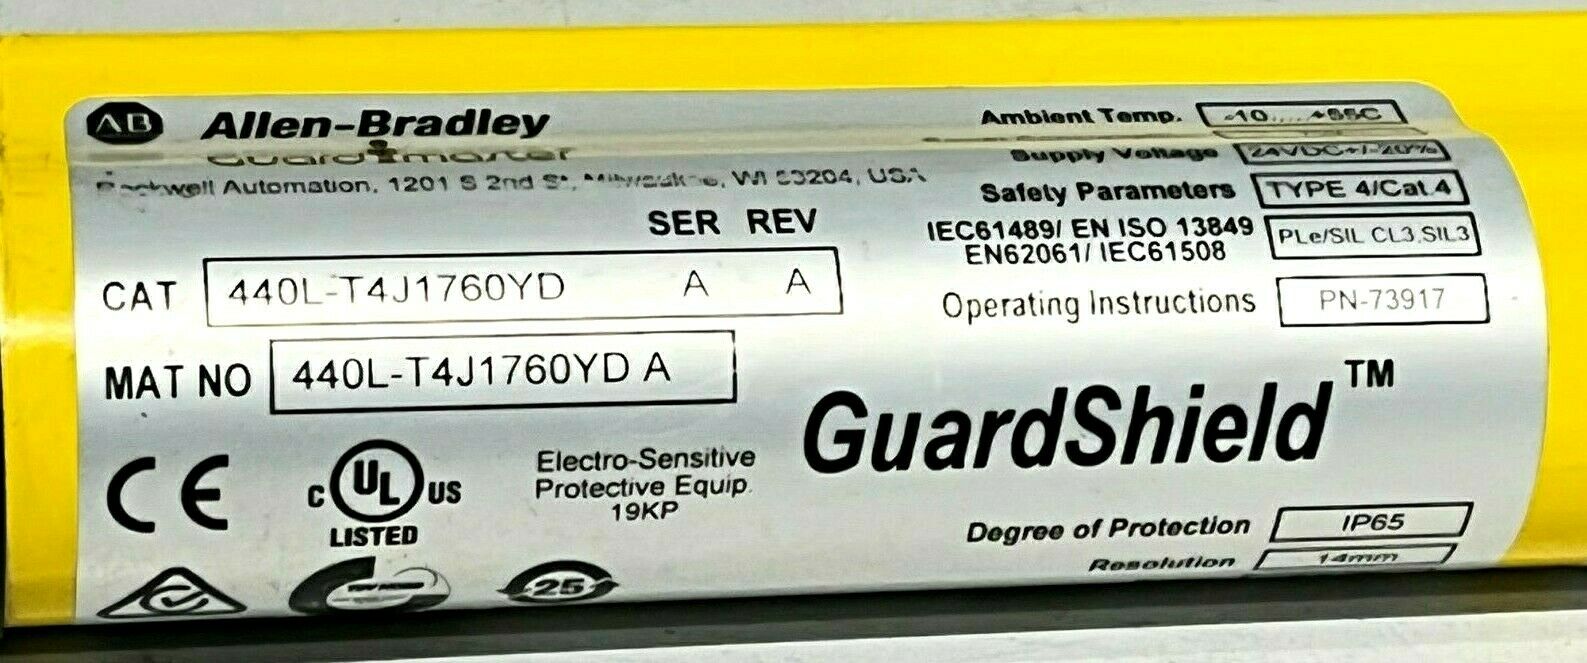 AB Allen-Bradley
Guardmaster
Rockwell Automation, 1201 S 2nd St, Milwaukee, WI 53204, USA
SER REV
CAT 440L-T4J1760YD A A
MAT NO 440L-T4J1760YD A
CE
C UL US
LISTED
Electro-Sensitive
Protective Equip.
19KP
25
Ambient Temp. -10....+55C
Supply Voltage 24VDC+/-20%
Safety Parameters TYPE 4/Cat.4
IEC61489/ EN ISO 13849
EN62061/ IEC61508
PLe/SIL CL3,SIL3
Operating Instructions PN-73917
GuardShield™
Degree of Protection IP65
Resolution 14mm